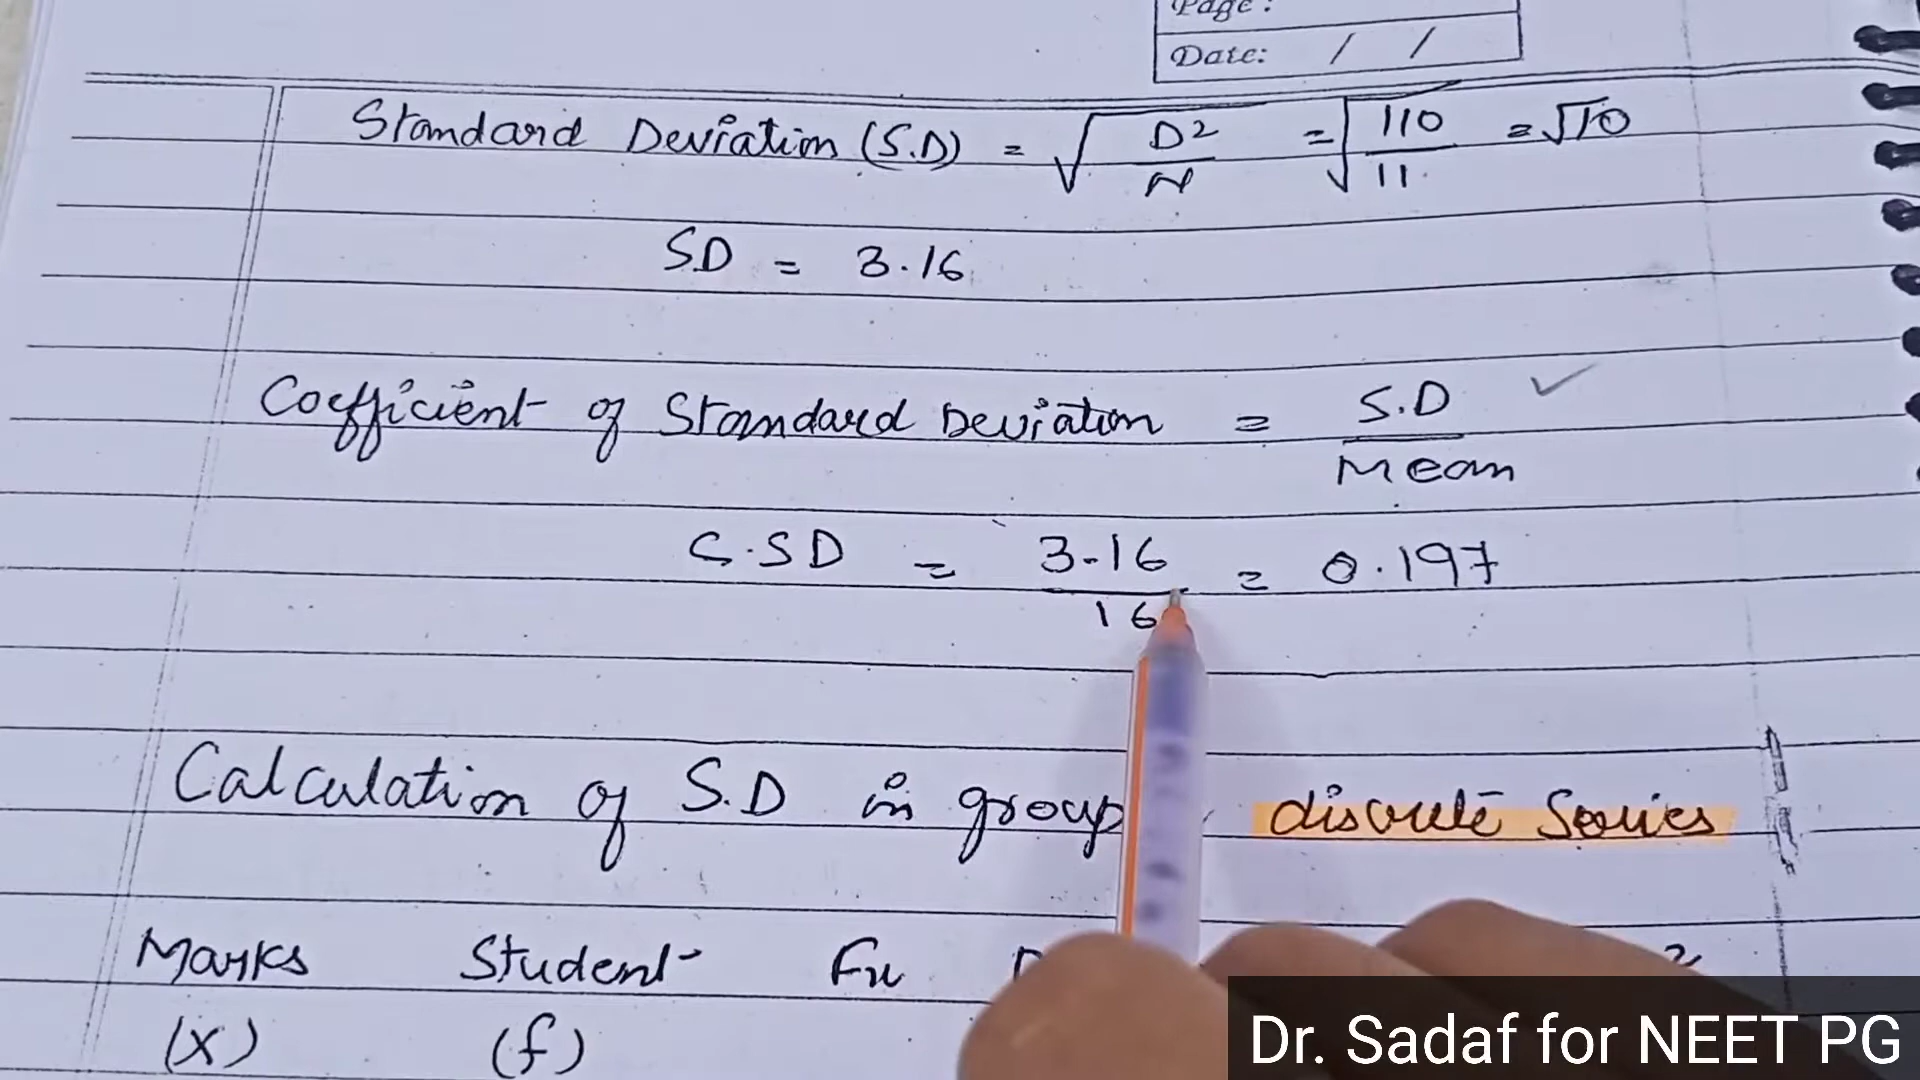 Page:
Date: / /
Standard Deviation (S.D) = √ D² / N = √ 110 / 11 = √10
SD = 3.16
Coefficient of Standard Deviation = S.D / Mean
C.SD = 3.16 / 16 = 0.197
Calculation of S.D in group discrete Series
Marks Student Fx
(x) (f)
Dr. Sadaf for NEET PG